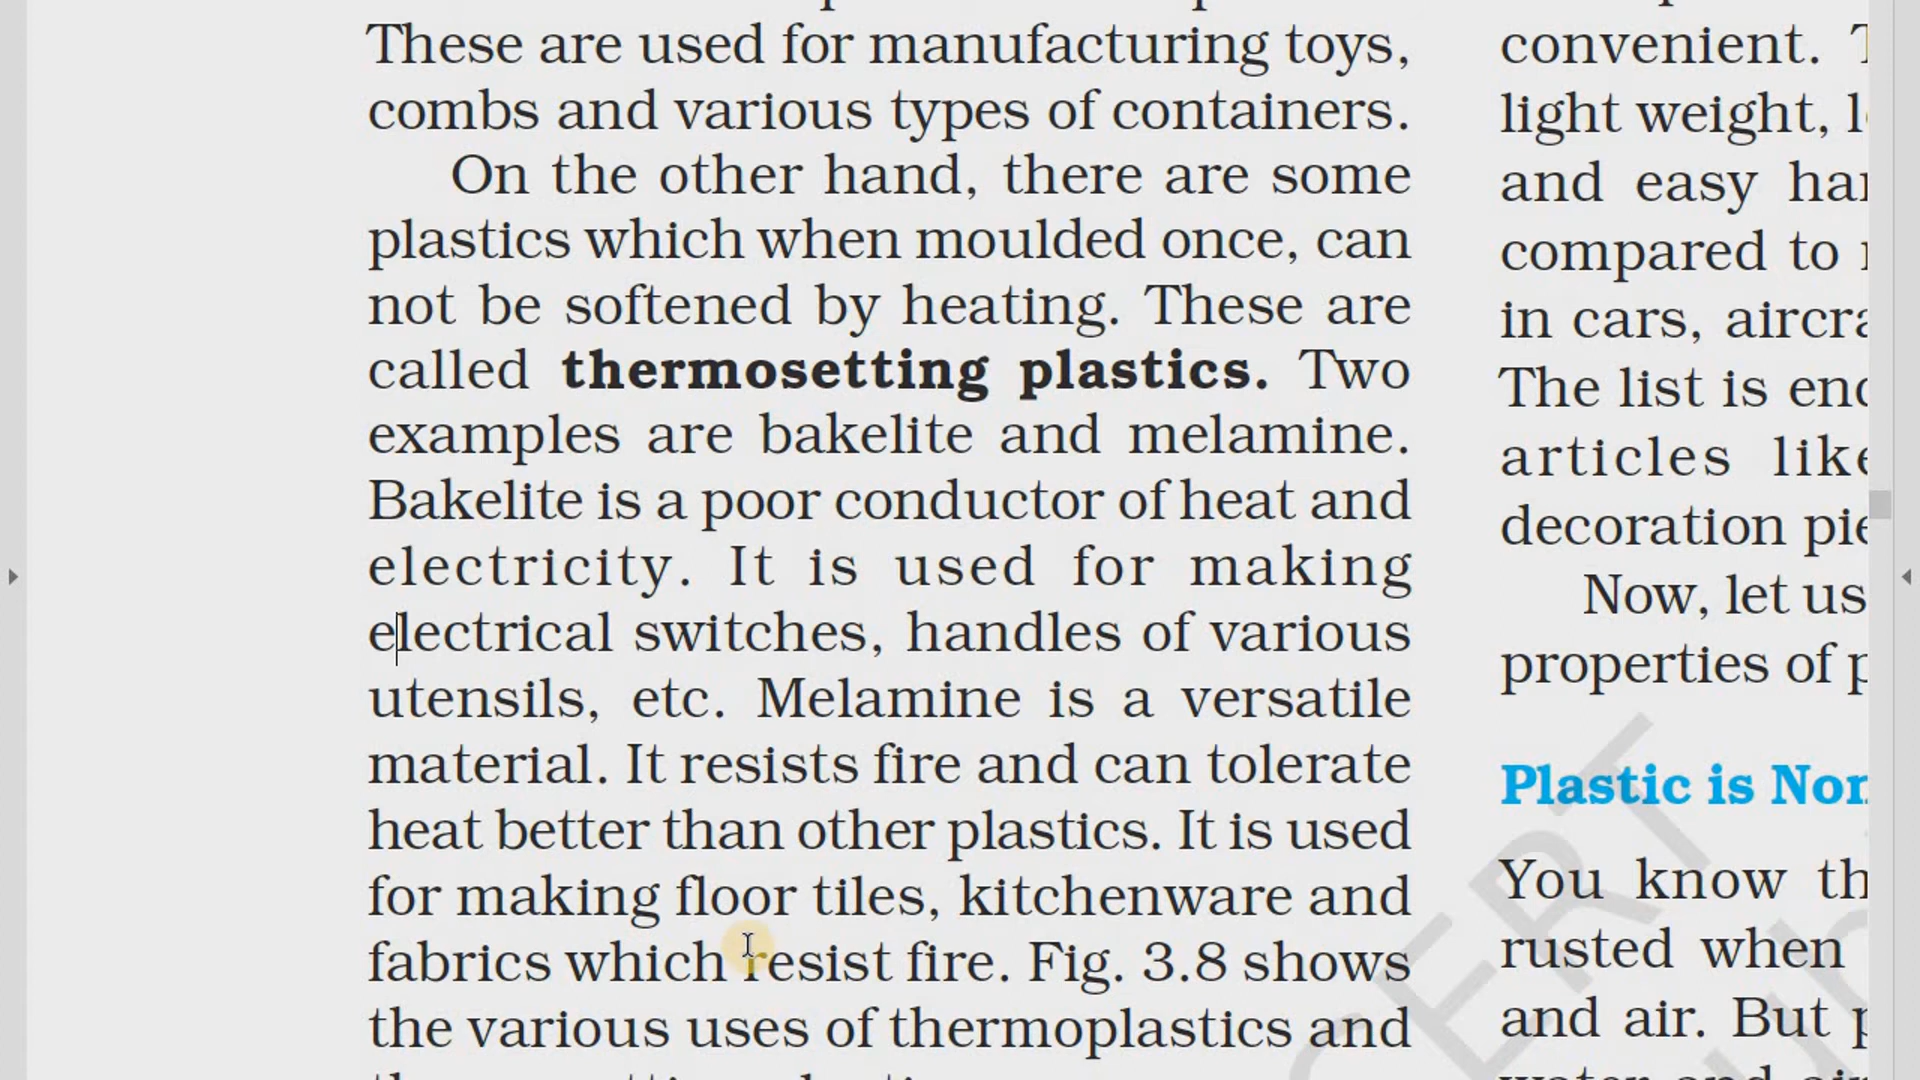 These are used for manufacturing toys,
combs and various types of containers.
On the other hand, there are some
plastics which when moulded once, can
not be softened by heating. These are
called thermosetting plastics. Two
examples are bakelite and melamine.
Bakelite is a poor conductor of heat and
electricity. It is used for making
electrical switches, handles of various
utensils, etc. Melamine is a versatile
material. It resists fire and can tolerate
heat better than other plastics. It is used
for making floor tiles, kitchenware and
fabrics which resist fire. Fig. 3.8 shows
the various uses of thermoplastics and
convenient.
light weight,
and easy
compared to
in cars,
The list is
articles
decoration
Now, let us
properties of
Plastic is
You know
rusted when
and air. But